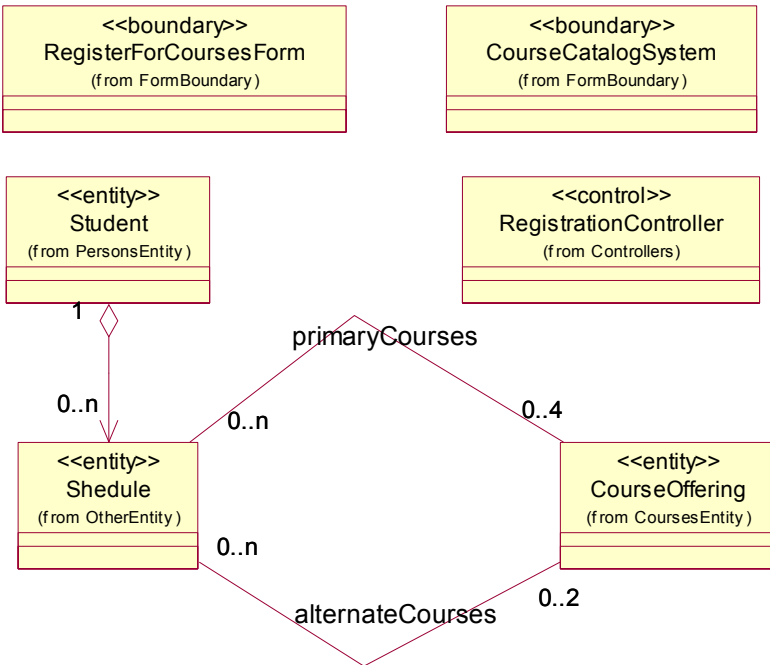 <<boundary>>
RegisterForCoursesForm
(from FormBoundary)
<<boundary>>
CourseCatalogSystem
(from FormBoundary)
<<entity>>
Student
(from PersonsEntity)
<<control>>
RegistrationController
(from Controllers)
1
primaryCourses
0..n
0..n
0..4
<<entity>>
Shedule
(from OtherEntity)
<<entity>>
CourseOffering
(from CoursesEntity)
0..n
0..2
alternateCourses